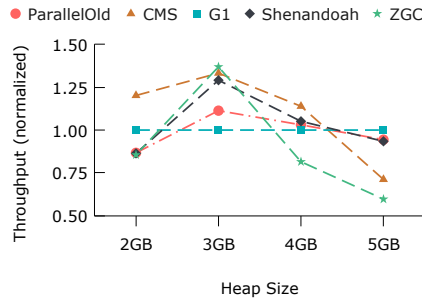 ParallelOld CMS G1 Shenandoah ZGC
Throughput (normalized)
1.50
1.25
1.00
0.75
0.50
2GB 3GB 4GB 5GB
Heap Size